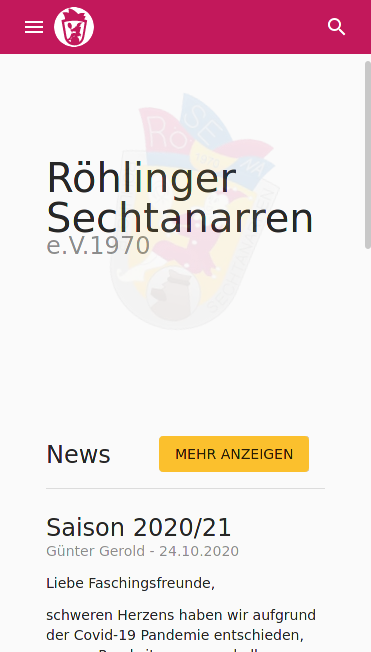 Röhlinger
Sechtanarren
e.V.1970
News
MEHR ANZEIGEN
Saison 2020/21
Günter Gerold - 24.10.2020
Liebe Faschingsfreunde,
schweren Herzens haben wir aufgrund
der Covid-19 Pandemie entschieden,